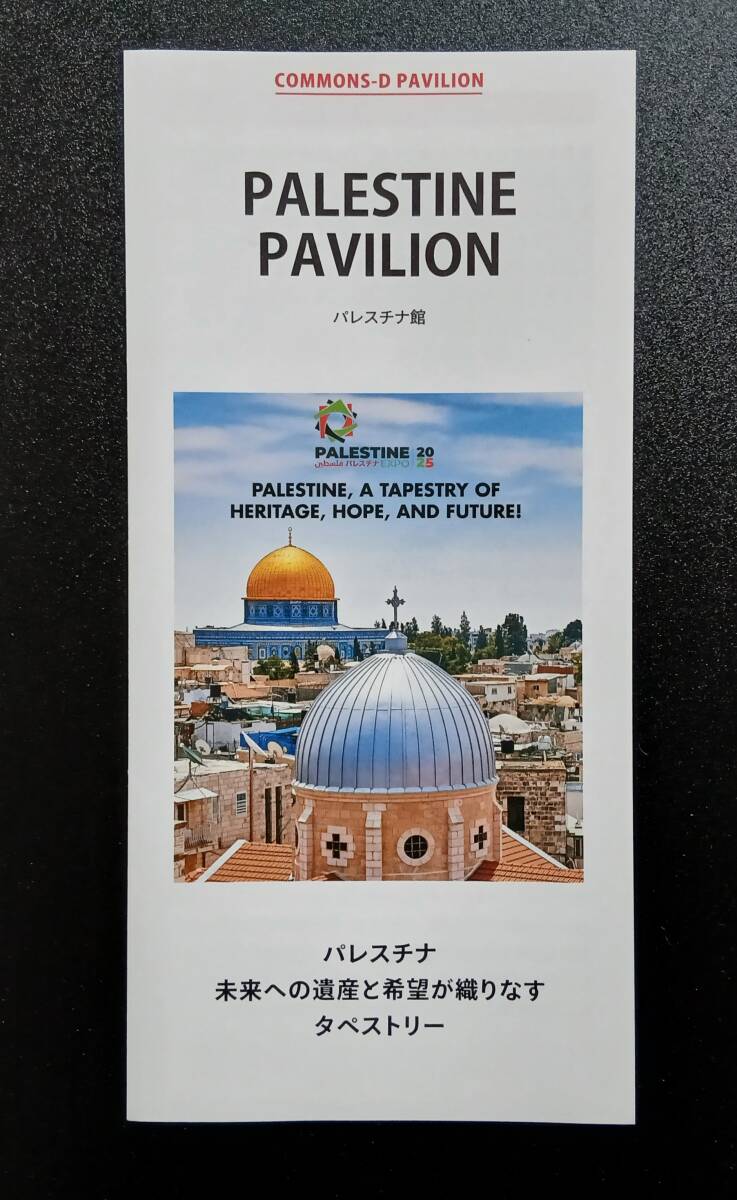 COMMONS-D PAVILION
PALESTINE
PAVILION
パレスチナ館
PALESTINE 20
فلسطين パレスチナ EXPO 25
PALESTINE, A TAPESTRY OF
HERITAGE, HOPE, AND FUTURE!
パレスチナ
未来への遺産と希望が織りなす
タペストリー